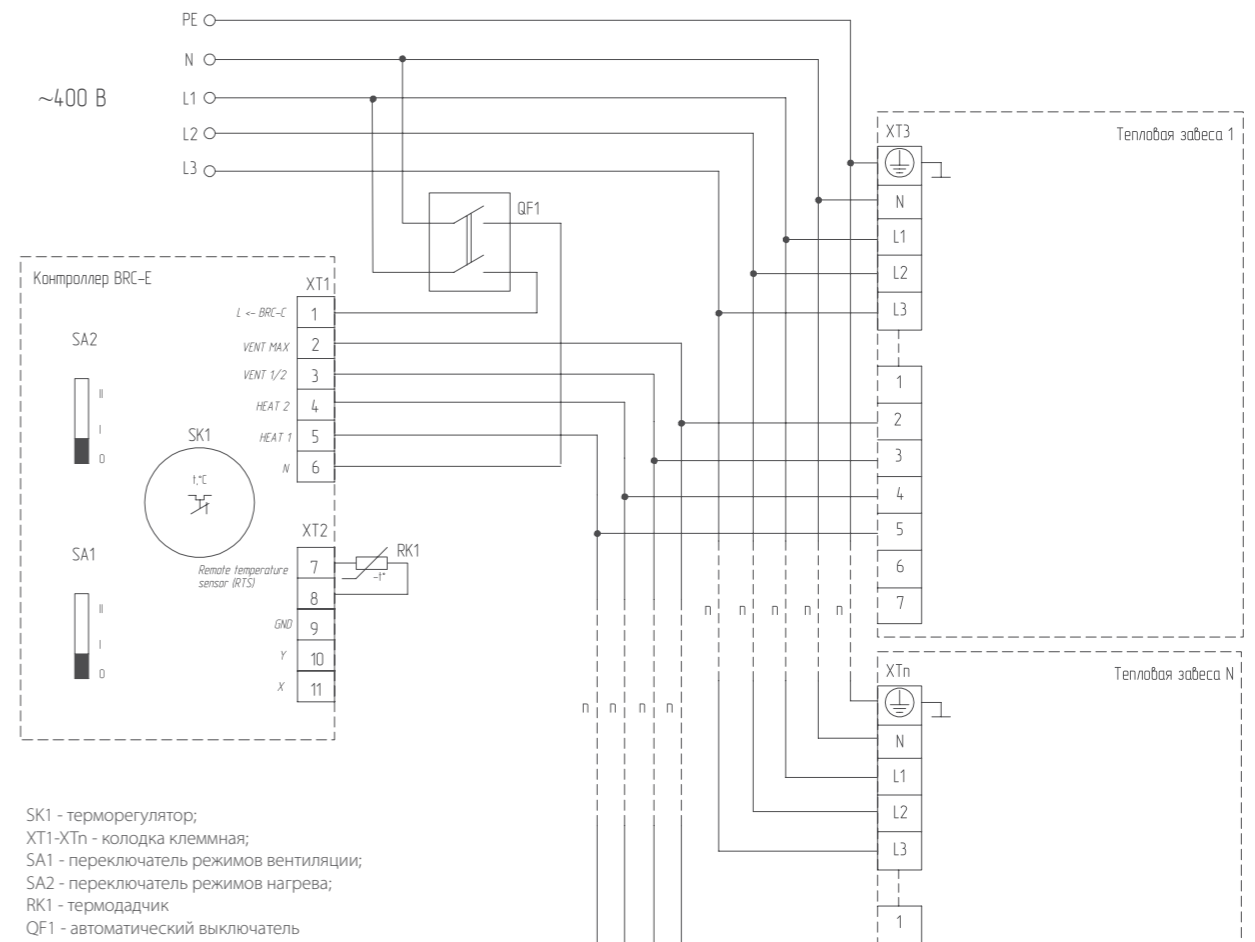 PE
N
~400 В
L1
L2
L3
QF1
Контроллер BRC-E
XT1
SA2
L <- BRC-C
1
VENT MAX
2
VENT 1/2
3
HEAT 2
4
HEAT 1
5
N
6
II
I
0
SK1
t,°C
XT2
SA1
Remote temperature
sensor (RTS)
7
8
GND
9
Y
10
X
11
RK1
-t°
II
I
0
XT3
Тепловая завеса 1
N
L1
L2
L3
1
2
3
4
5
6
7
n
n
n
n
n
n
n
n
n
XTn
Тепловая завеса N
N
L1
L2
L3
1
SK1 - терморегулятор;
XT1-XTn - колодка клеммная;
SA1 - переключатель режимов вентиляции;
SA2 - переключатель режимов нагрева;
RK1 - термодадчик
QF1 - автоматический выключатель